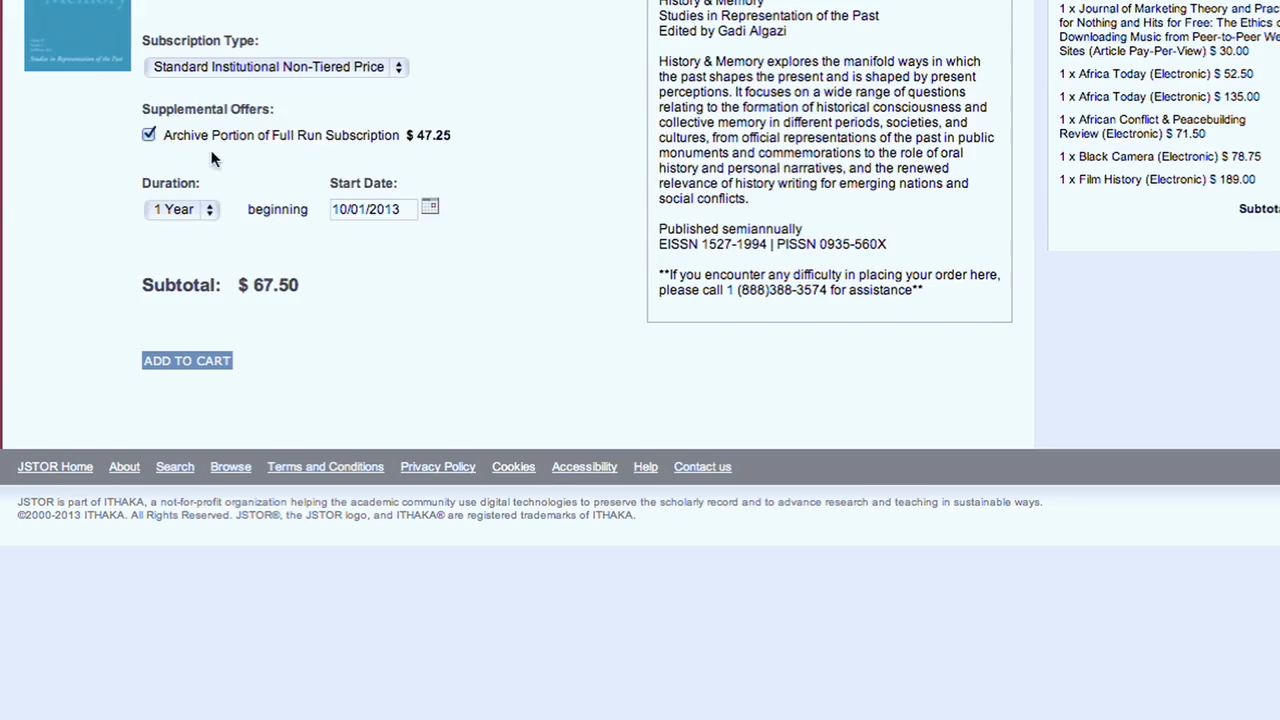 Memory
Studies in Representation of the Past
Subscription Type:
Standard Institutional Non-Tiered Price
Supplemental Offers:
Archive Portion of Full Run Subscription $ 47.25
Duration:
Start Date:
1 Year
beginning
10/01/2013
Subtotal: $ 67.50
ADD TO CART
History & Memory
Studies in Representation of the Past
Edited by Gadi Algazi
History & Memory explores the manifold ways in which
the past shapes the present and is shaped by present
perceptions. It focuses on a wide range of questions
relating to the formation of historical consciousness and
collective memory in different periods, societies, and
cultures, from official representations of the past in public
monuments and commemorations to the role of oral
history and personal narratives, and the renewed
relevance of history writing for emerging nations and
social conflicts.
Published semiannually
EISSN 1527-1994 | PISSN 0935-560X
**If you encounter any difficulty in placing your order here,
please call 1 (888)388-3574 for assistance**
1 x Journal of Marketing Theory and Prac
for Nothing and Hits for Free: The Ethics o
Downloading Music from Peer-to-Peer We
Sites (Article Pay-Per-View) $ 30.00
1 x Africa Today (Electronic) $ 52.50
1 x Africa Today (Electronic) $ 135.00
1 x African Conflict & Peacebuilding
Review (Electronic) $ 71.50
1 x Black Camera (Electronic) $ 78.75
1 x Film History (Electronic) $ 189.00
Subtota
JSTOR Home About Search Browse Terms and Conditions Privacy Policy Cookies Accessibility Help Contact us
JSTOR is part of ITHAKA, a not-for-profit organization helping the academic community use digital technologies to preserve the scholarly record and to advance research and teaching in sustainable ways.
©2000-2013 ITHAKA. All Rights Reserved. JSTOR®, the JSTOR logo, and ITHAKA® are registered trademarks of ITHAKA.